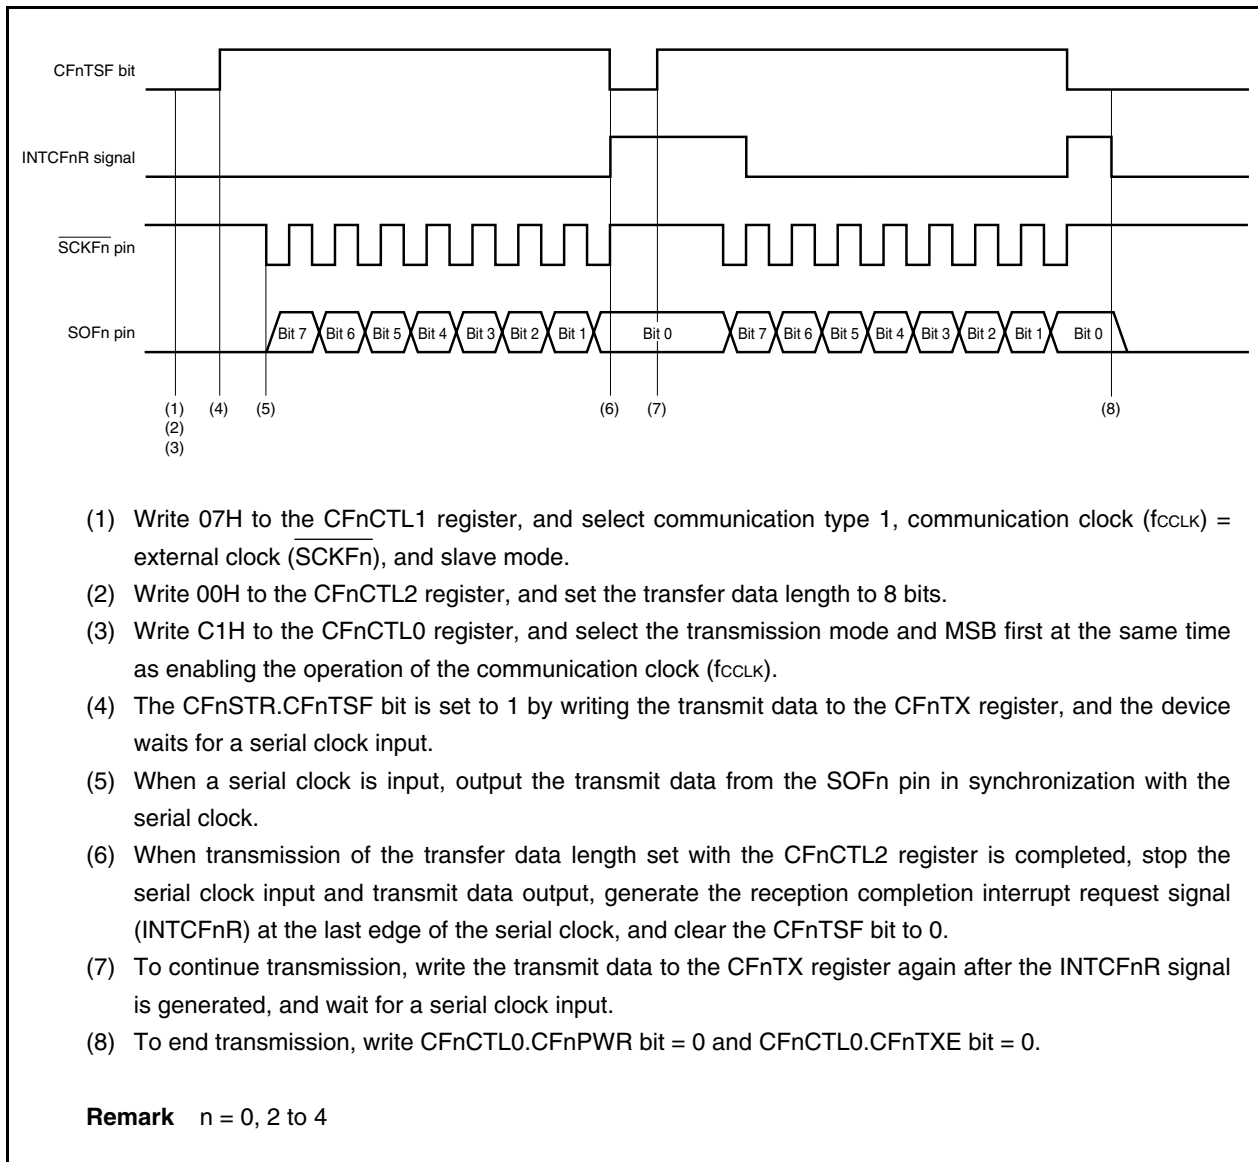 CFnTSF bit
INTCFnR signal
SCKFn pin
SOFn pin
Bit 7 Bit 6 Bit 5 Bit 4 Bit 3 Bit 2 Bit 1 Bit 0 Bit 7 Bit 6 Bit 5 Bit 4 Bit 3 Bit 2 Bit 1 Bit 0
(1) (4) (5) (6) (7) (8)
(2)
(3)
(1) Write 07H to the CFnCTL1 register, and select communication type 1, communication clock (fCCLK) =
external clock (SCKFn), and slave mode.
(2) Write 00H to the CFnCTL2 register, and set the transfer data length to 8 bits.
(3) Write C1H to the CFnCTL0 register, and select the transmission mode and MSB first at the same time
as enabling the operation of the communication clock (fCCLK).
(4) The CFnSTR.CFnTSF bit is set to 1 by writing the transmit data to the CFnTX register, and the device
waits for a serial clock input.
(5) When a serial clock is input, output the transmit data from the SOFn pin in synchronization with the
serial clock.
(6) When transmission of the transfer data length set with the CFnCTL2 register is completed, stop the
serial clock input and transmit data output, generate the reception completion interrupt request signal
(INTCFnR) at the last edge of the serial clock, and clear the CFnTSF bit to 0.
(7) To continue transmission, write the transmit data to the CFnTX register again after the INTCFnR signal
is generated, and wait for a serial clock input.
(8) To end transmission, write CFnCTL0.CFnPWR bit = 0 and CFnCTL0.CFnTXE bit = 0.
Remark n = 0, 2 to 4